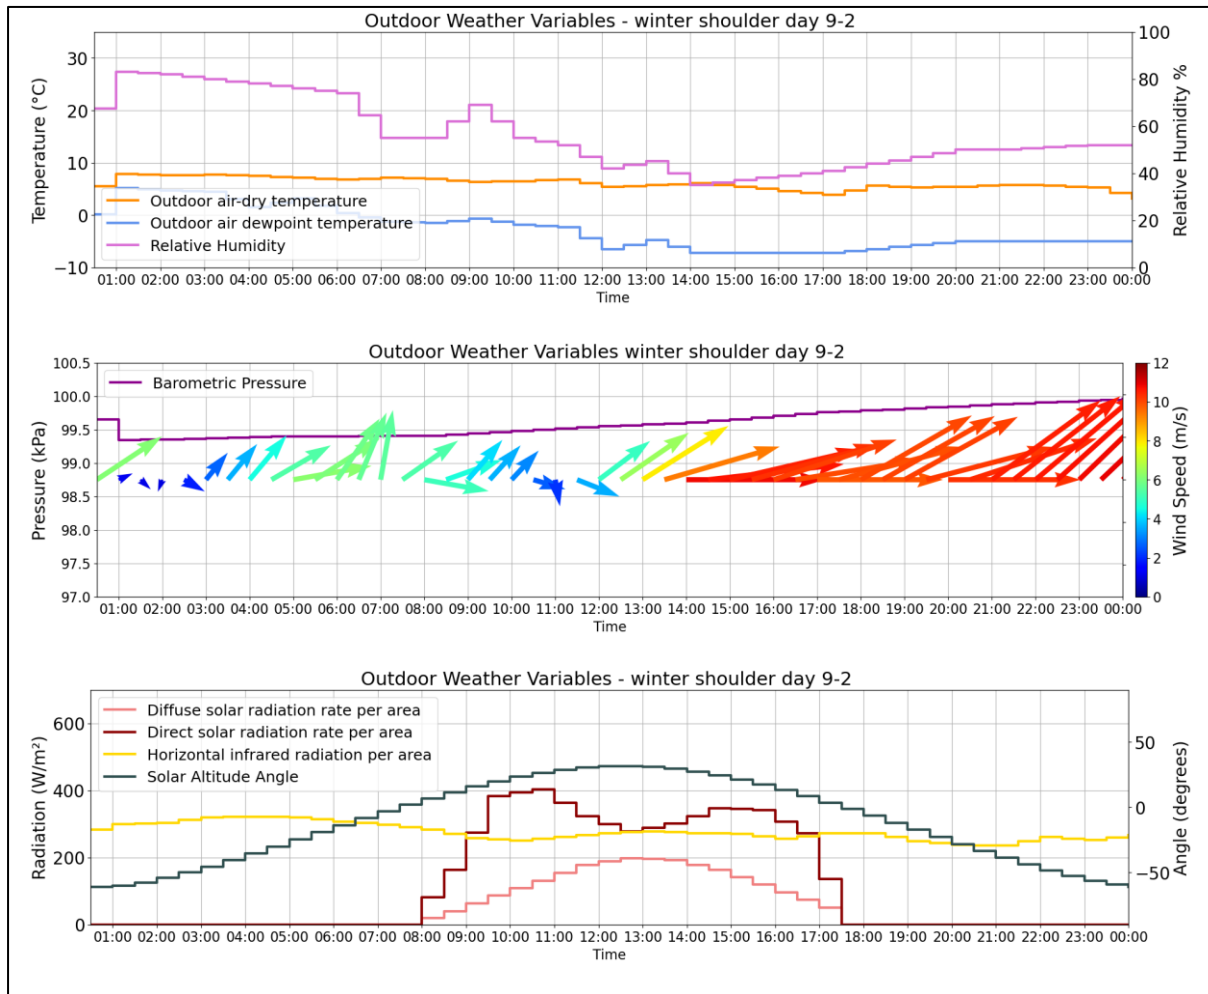 Outdoor Weather Variables - winter shoulder day 9-2
Temperature (°C)
30
20
10
0
−10
Outdoor air-dry temperature
Outdoor air dewpoint temperature
Relative Humidity
100
80
60
40
20
0
Relative Humidity %
01:00 02:00 03:00 04:00 05:00 06:00 07:00 08:00 09:00 10:00 11:00 12:00 13:00 14:00 15:00 16:00 17:00 18:00 19:00 20:00 21:00 22:00 23:00 00:00
Time
Outdoor Weather Variables winter shoulder day 9-2
Pressure (kPa)
100.5
100.0
99.5
99.0
98.5
98.0
97.5
97.0
Barometric Pressure
12
10
8
6
4
2
0
Wind Speed (m/s)
01:00 02:00 03:00 04:00 05:00 06:00 07:00 08:00 09:00 10:00 11:00 12:00 13:00 14:00 15:00 16:00 17:00 18:00 19:00 20:00 21:00 22:00 23:00 00:00
Time
Outdoor Weather Variables - winter shoulder day 9-2
Radiation (W/m²)
600
400
200
0
Diffuse solar radiation rate per area
Direct solar radiation rate per area
Horizontal infrared radiation per area
Solar Altitude Angle
50
0
−50
Angle (degrees)
01:00 02:00 03:00 04:00 05:00 06:00 07:00 08:00 09:00 10:00 11:00 12:00 13:00 14:00 15:00 16:00 17:00 18:00 19:00 20:00 21:00 22:00 23:00 00:00
Time